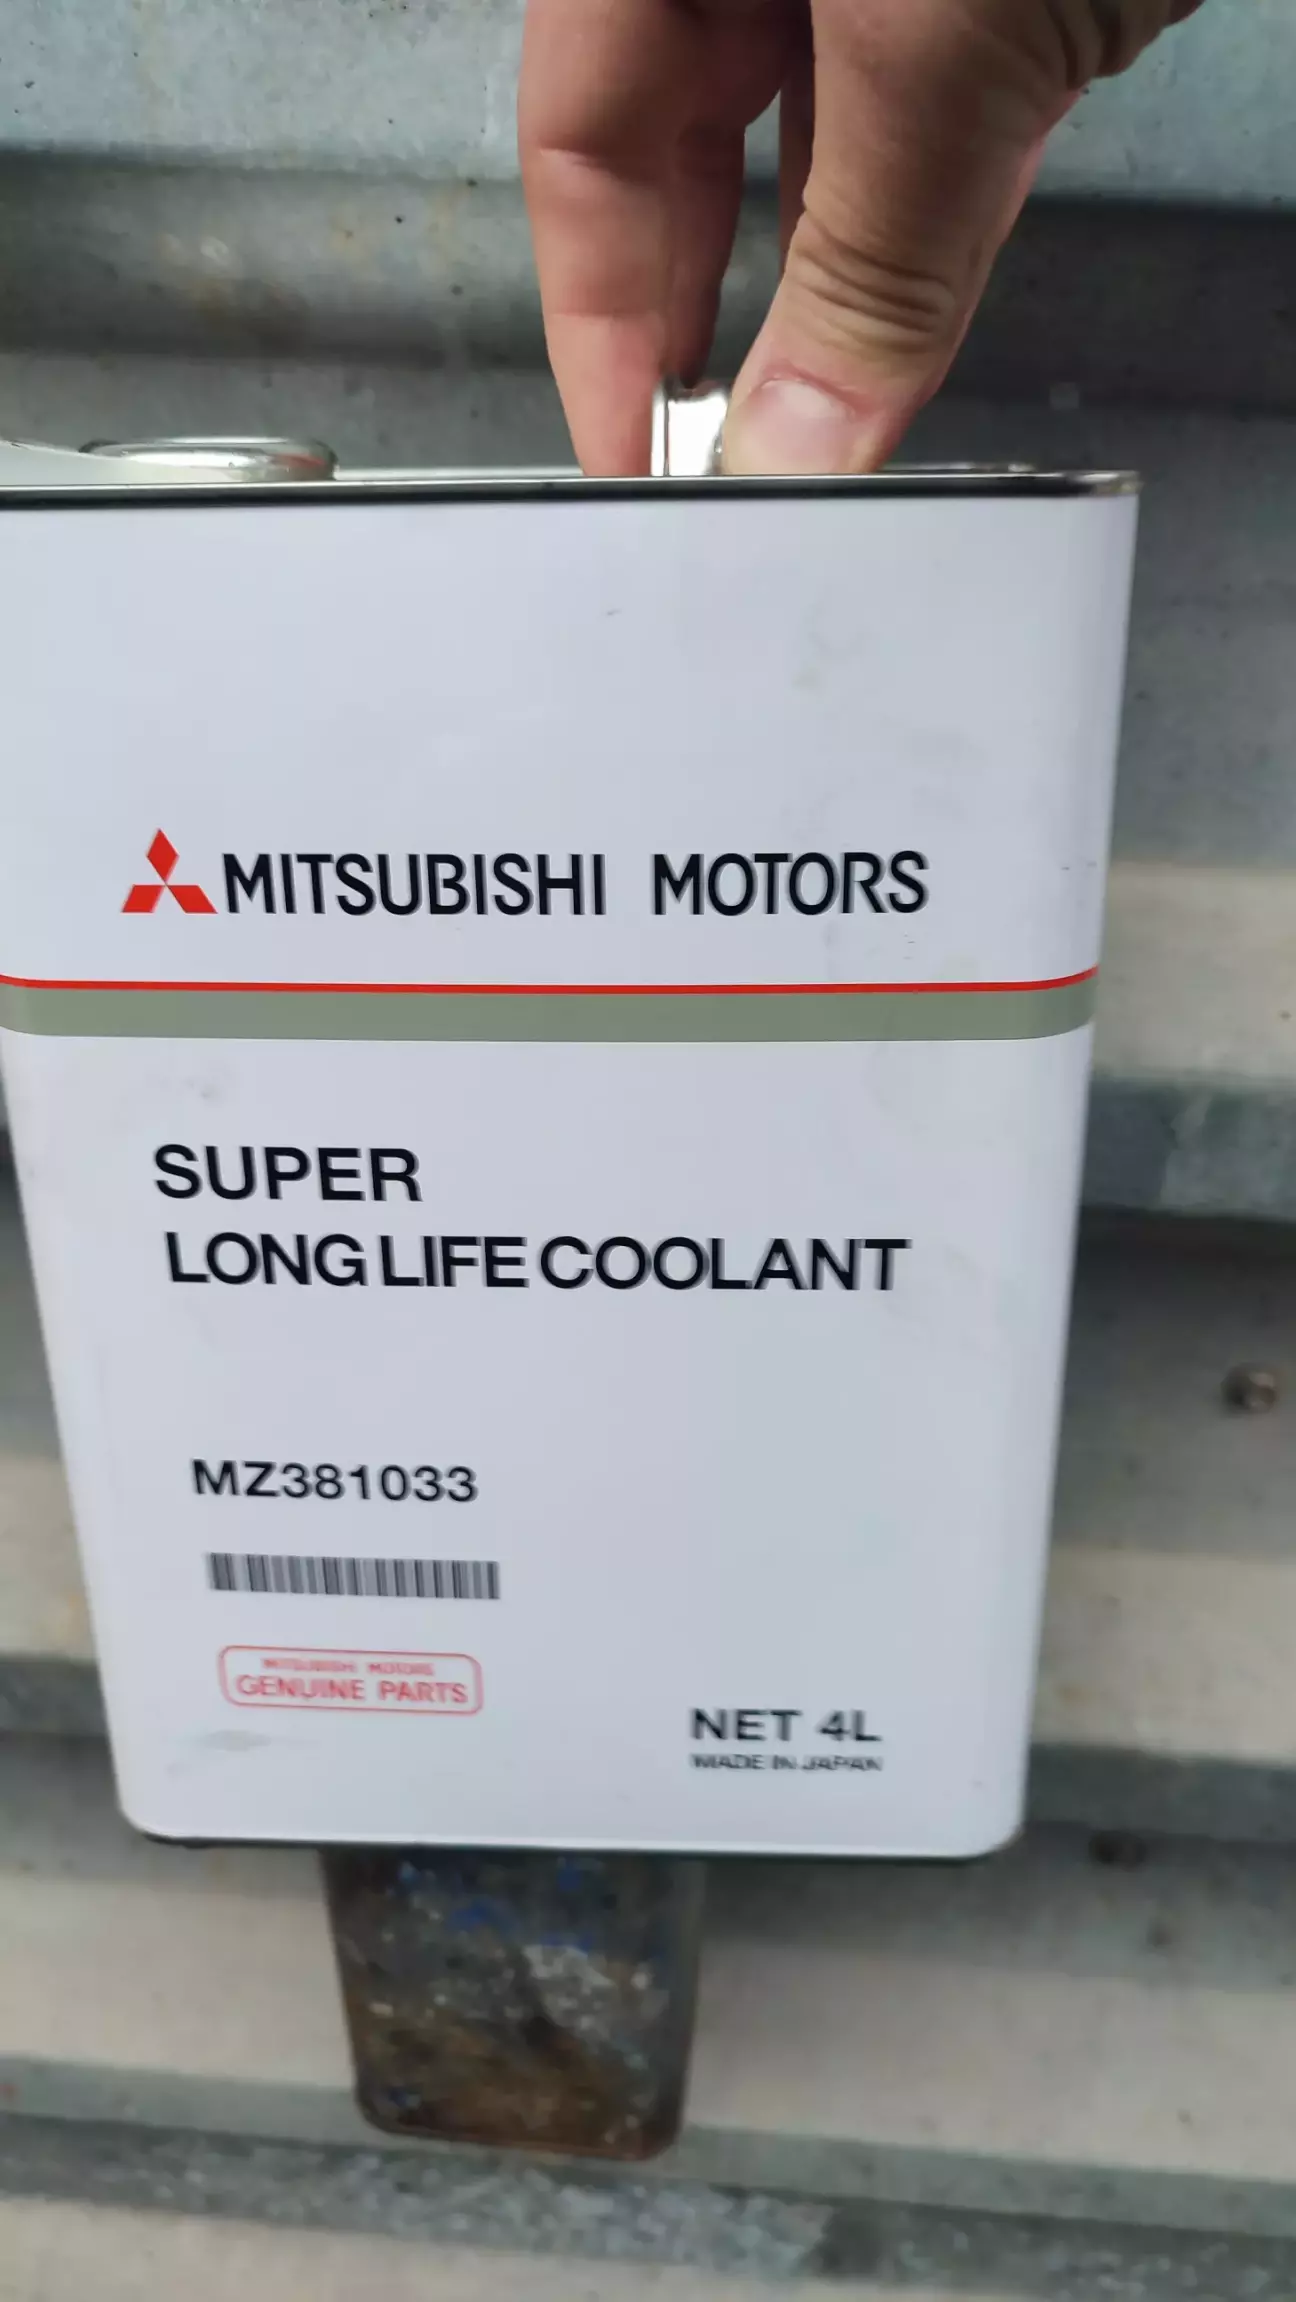 MITSUBISHI MOTORS
SUPER
LONG LIFE COOLANT
MZ381033
MITSUBISHI MOTORS
GENUINE PARTS
NET 4L
MADE IN JAPAN